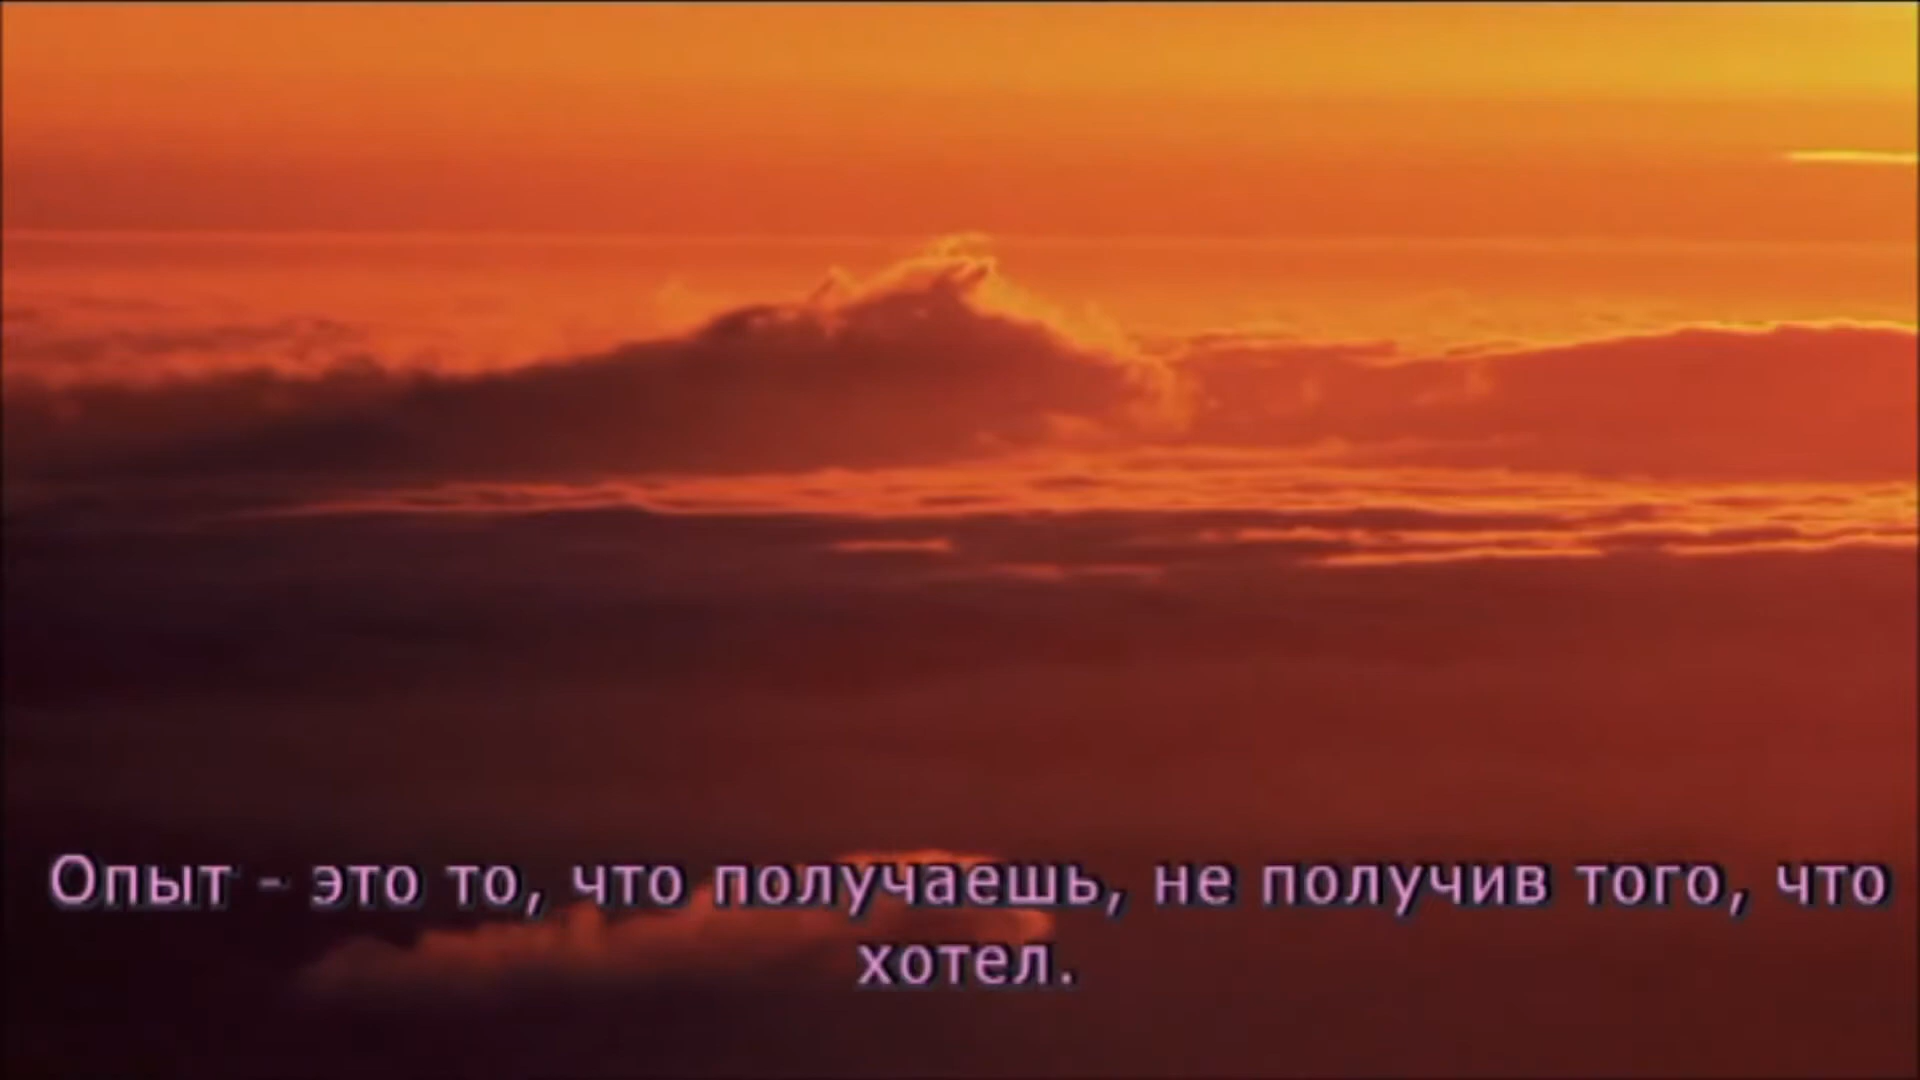 Опыт - это то, что получаешь, не получив того, что
хотел.